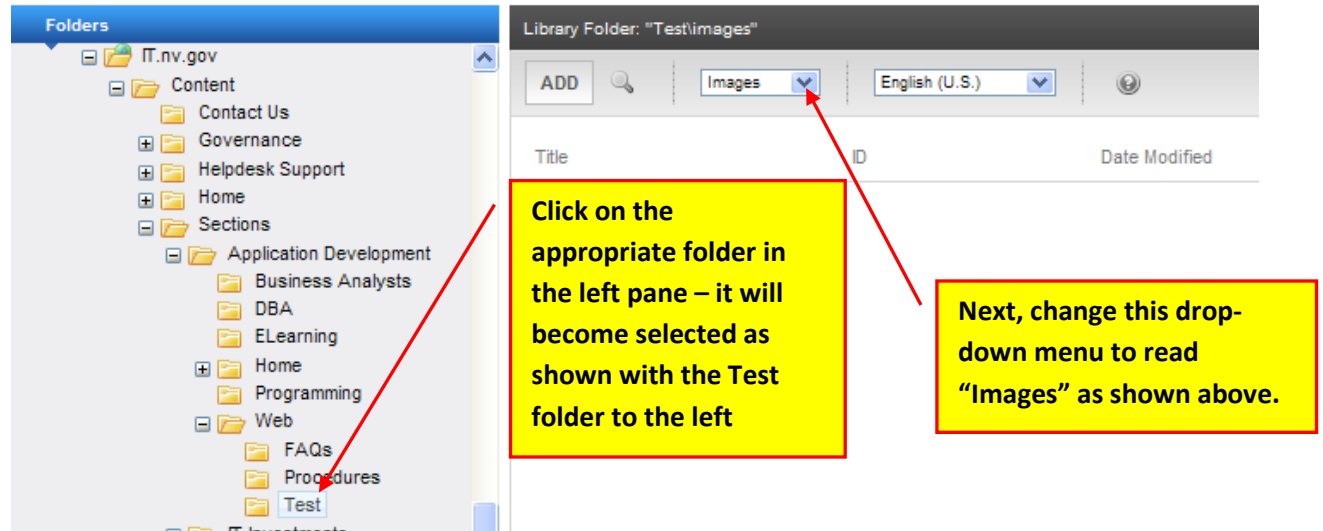 Folders
IT.nv.gov
Content
Contact Us
Governance
Helpdesk Support
Home
Sections
Application Development
Business Analysts
DBA
ELearning
Home
Programming
Web
FAQs
Procedures
Test
IT Investments
Library Folder: "Test\images"
ADD
Images
English (U.S.)
Title ID Date Modified
Click on the
appropriate folder in
the left pane – it will
become selected as
shown with the Test
folder to the left
Next, change this drop-
down menu to read
“Images” as shown above.